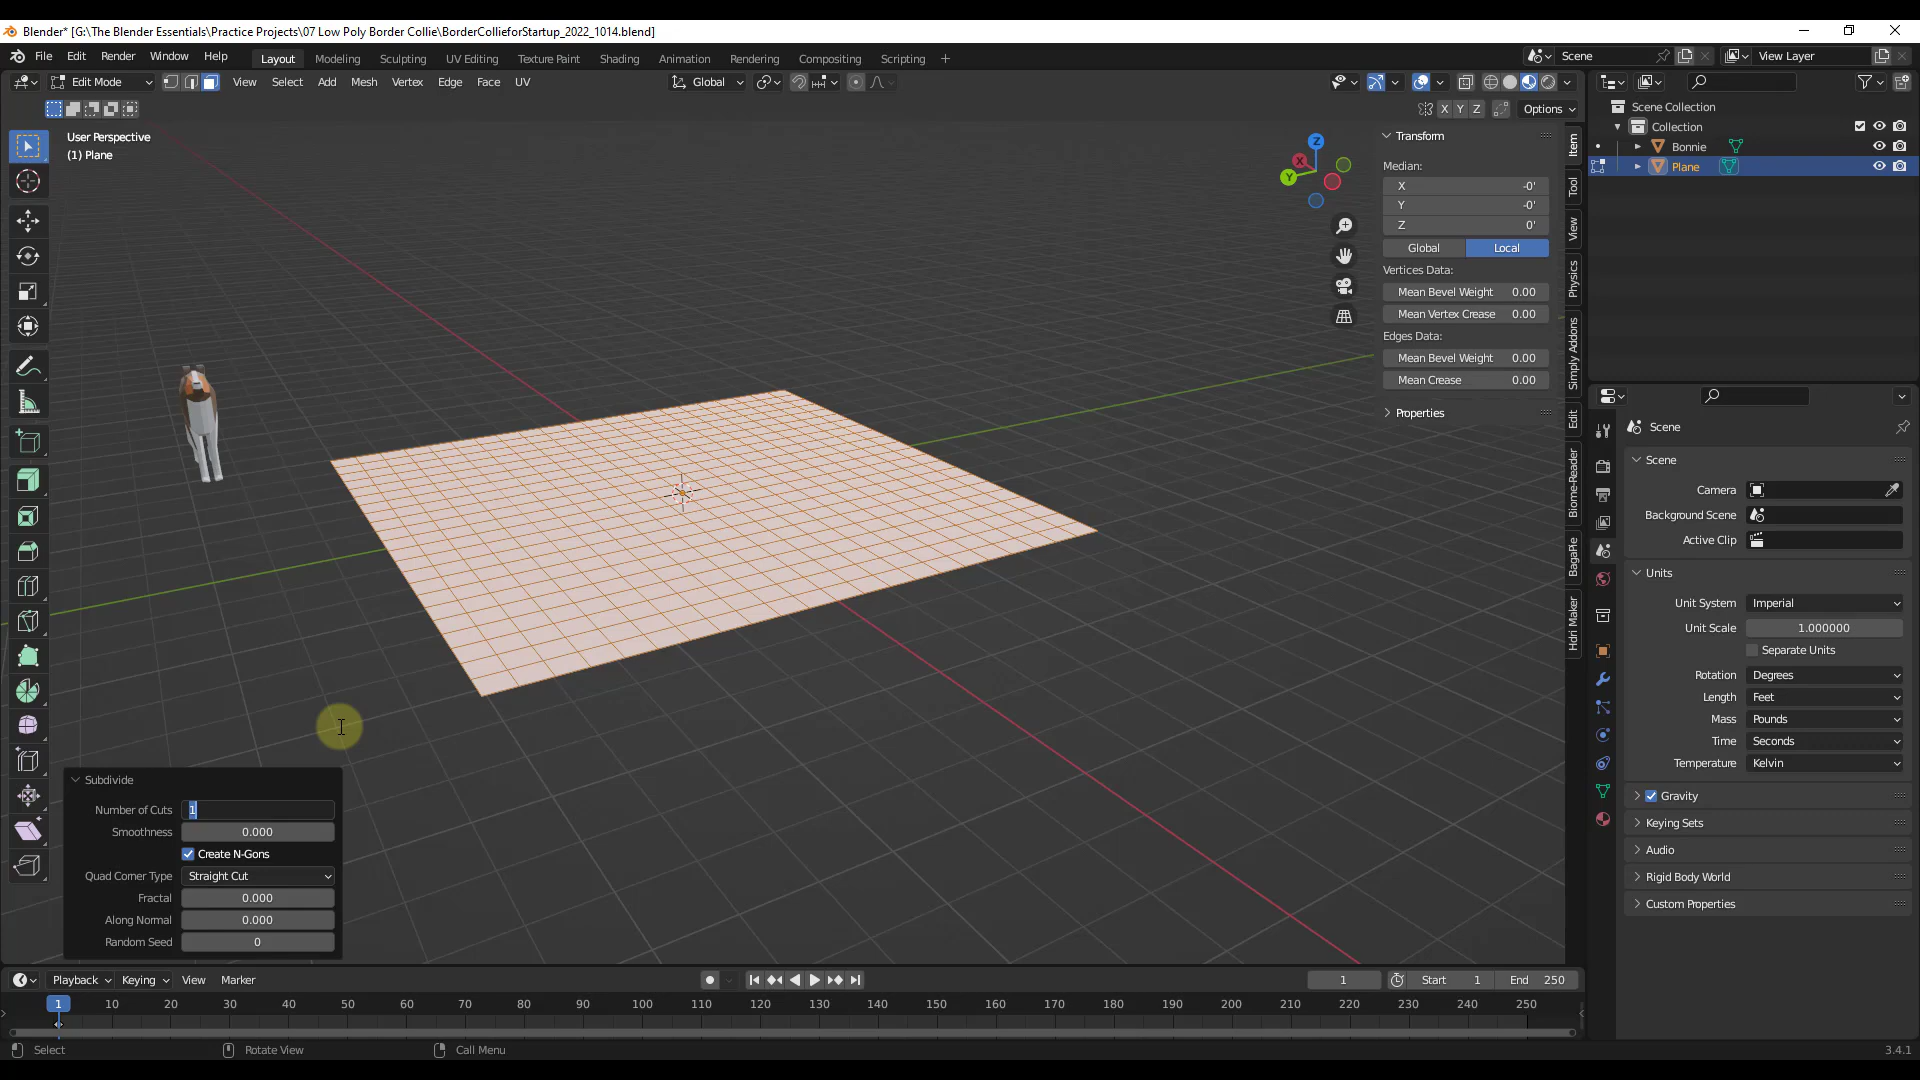 Blender* [G:\The Blender Essentials\Practice Projects\07 Low Poly Border Collie\BorderCollieforStartup_2022_1014.blend]
File Edit Render Window Help Layout Modeling Sculpting UV Editing Texture Paint Shading Animation Rendering Compositing Scripting + Scene View Layer
Edit Mode View Select Add Mesh Vertex Edge Face UV Global
X Y Z Options
User Perspective
(1) Plane
Z
X
Y
Transform
Median:
X -0'
Y -0'
Z 0'
Global Local
Vertices Data:
Mean Bevel Weight 0.00
Mean Vertex Crease 0.00
Edges Data:
Mean Bevel Weight 0.00
Mean Crease 0.00
Properties
Item
Tool
View
Physics
Simply Addons
Edit
Biome-Reader
BagaPie
Hdri Maker
Scene Collection
Collection
Bonnie
Plane
Scene
Scene
Camera
Background Scene
Active Clip
Units
Unit System Imperial
Unit Scale 1.000000
Separate Units
Rotation Degrees
Length Feet
Mass Pounds
Time Seconds
Temperature Kelvin
Gravity
Keying Sets
Audio
Rigid Body World
Custom Properties
Subdivide
Number of Cuts 1
Smoothness 0.000
Create N-Gons
Quad Corner Type Straight Cut
Fractal 0.000
Along Normal 0.000
Random Seed 0
Playback Keying View Marker 1 Start 1 End 250
1 10 20 30 40 50 60 70 80 90 100 110 120 130 140 150 160 170 180 190 200 210 220 230 240 250
Select Rotate View Call Menu 3.4.1